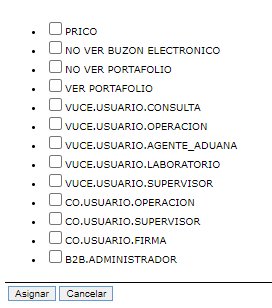 PRICO
NO VER BUZON ELECTRONICO
NO VER PORTAFOLIO
VER PORTAFOLIO
VUCE.USUARIO.CONSULTA
VUCE.USUARIO.OPERACION
VUCE.USUARIO.AGENTE_ADUANA
VUCE.USUARIO.LABORATORIO
VUCE.USUARIO.SUPERVISOR
CO.USUARIO.OPERACION
CO.USUARIO.SUPERVISOR
CO.USUARIO.FIRMA
B2B.ADMINISTRADOR
Asignar Cancelar